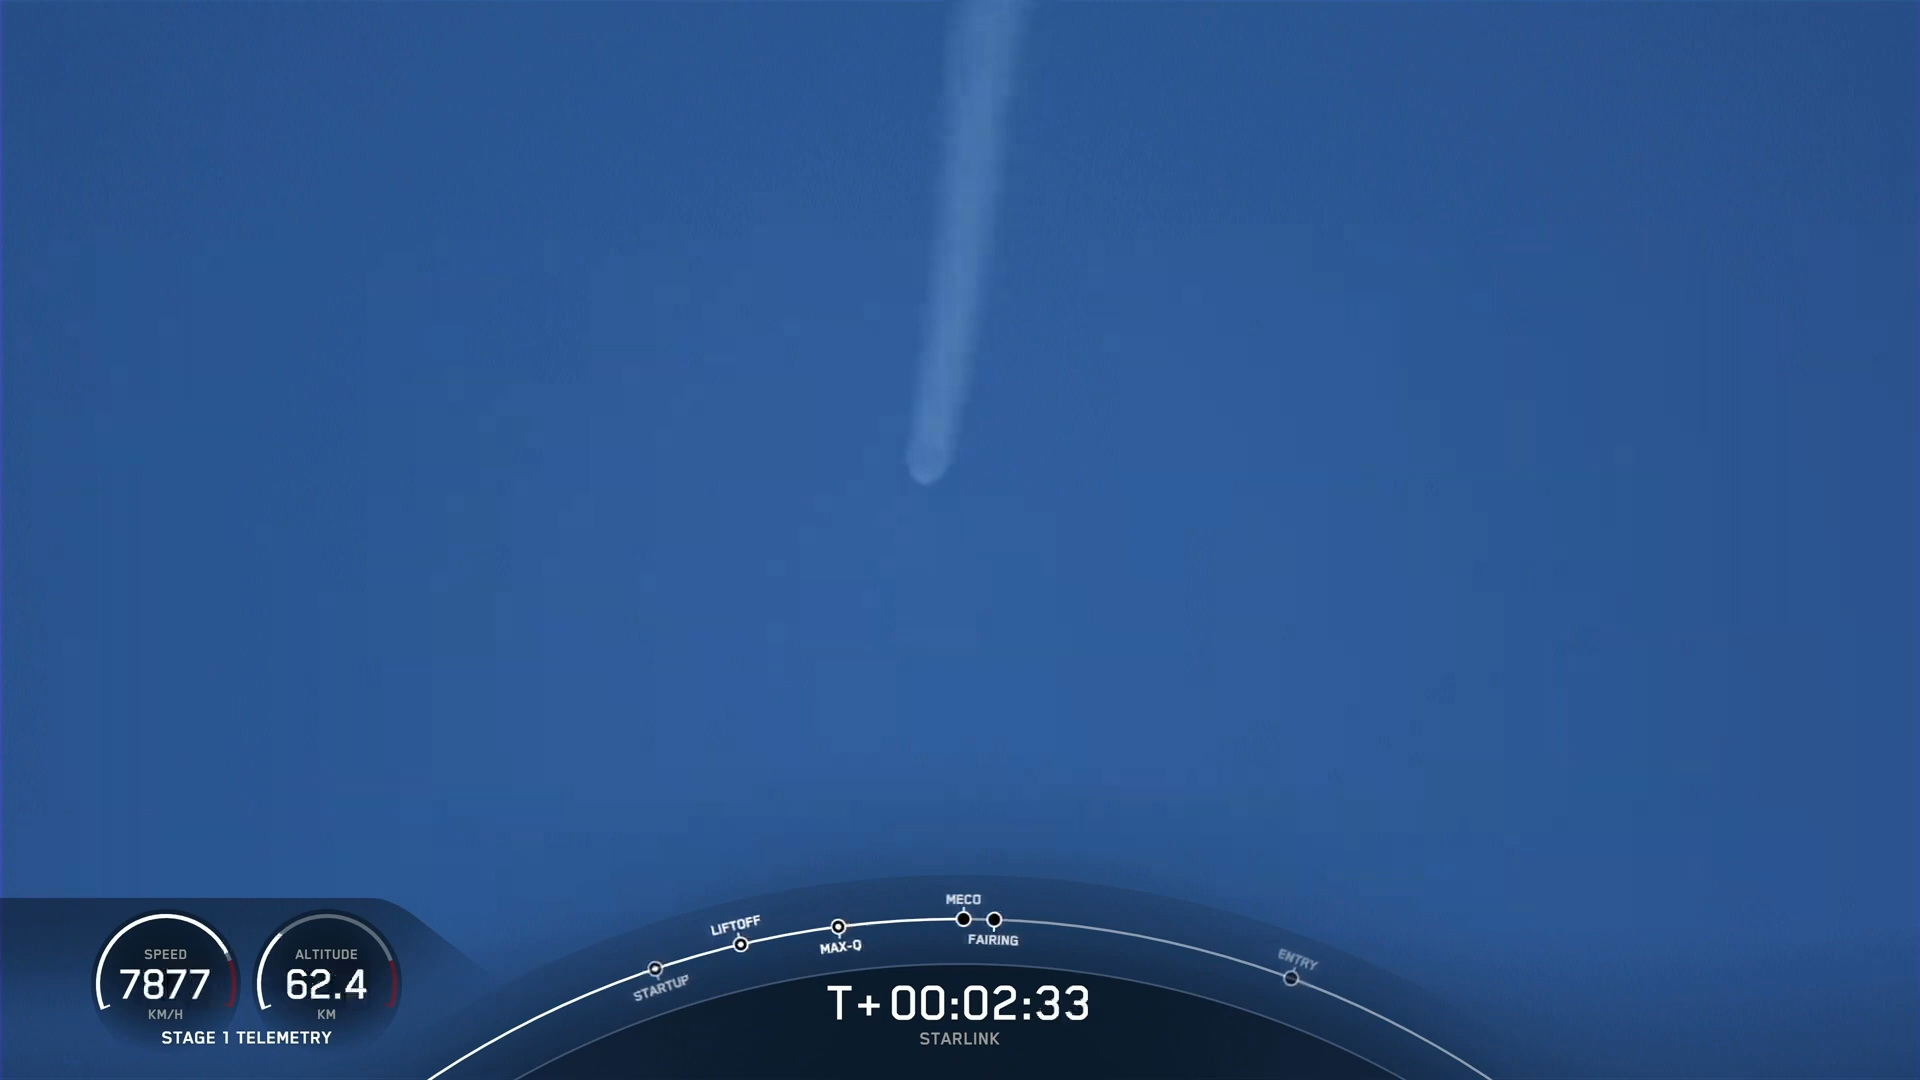 SPEED
7877
KM/H
ALTITUDE
62.4
KM
STAGE 1 TELEMETRY
STARTUP
LIFTOFF
MAX-Q
MECO
FAIRING
ENTRY
T+00:02:33
STARLINK